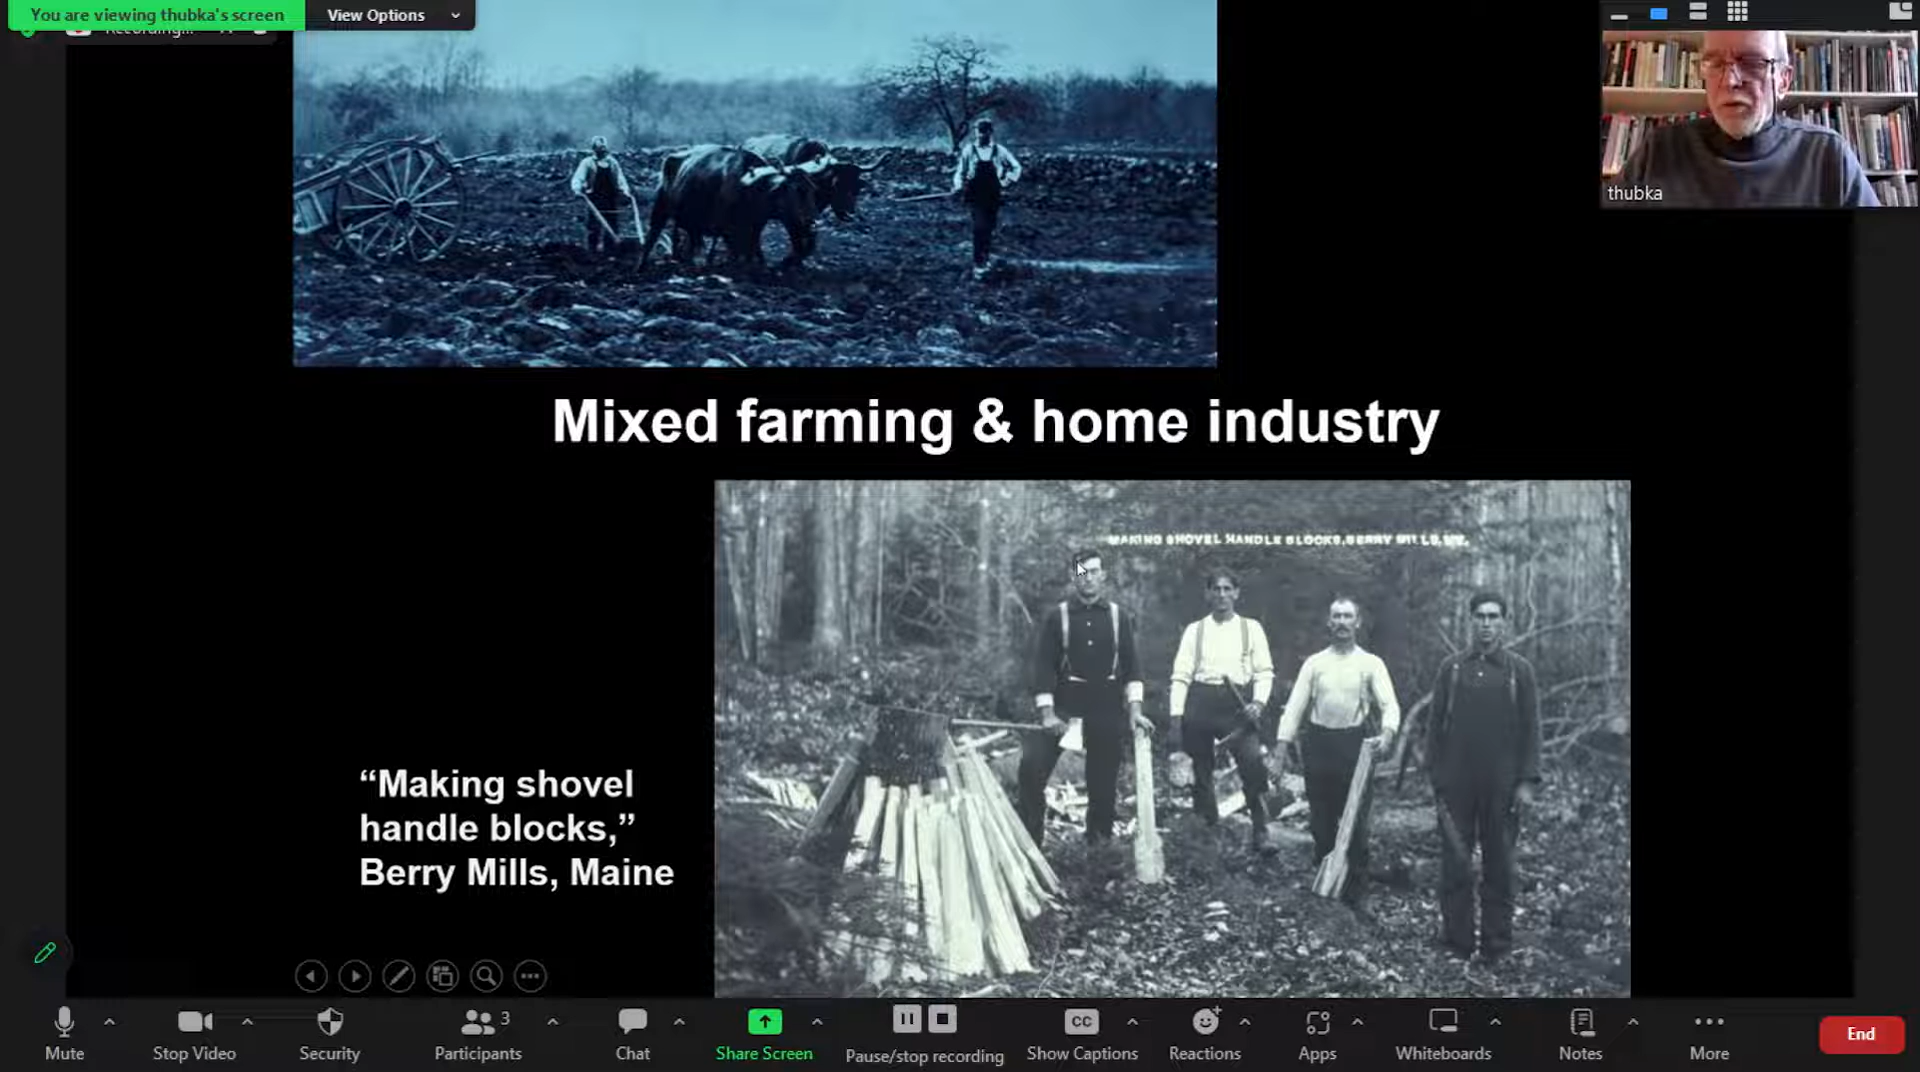 You are viewing thubka's screen
View Options
Recording...
thubka
Mixed farming & home industry
MAKING SHOVEL HANDLE BLOCKS, BERRY MILLS, ME.
“Making shovel
handle blocks,”
Berry Mills, Maine
3
CC
Mute
Stop Video
Security
Participants
Chat
Share Screen
Pause/stop recording
Show Captions
Reactions
Apps
Whiteboards
Notes
More
End